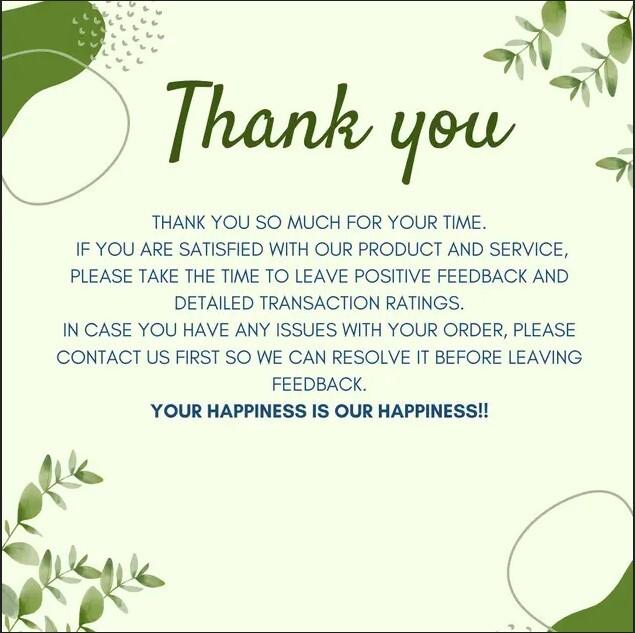 Thank you
THANK YOU SO MUCH FOR YOUR TIME.
IF YOU ARE SATISFIED WITH OUR PRODUCT AND SERVICE,
PLEASE TAKE THE TIME TO LEAVE POSITIVE FEEDBACK AND
DETAILED TRANSACTION RATINGS.
IN CASE YOU HAVE ANY ISSUES WITH YOUR ORDER, PLEASE
CONTACT US FIRST SO WE CAN RESOLVE IT BEFORE LEAVING
FEEDBACK.
YOUR HAPPINESS IS OUR HAPPINESS!!